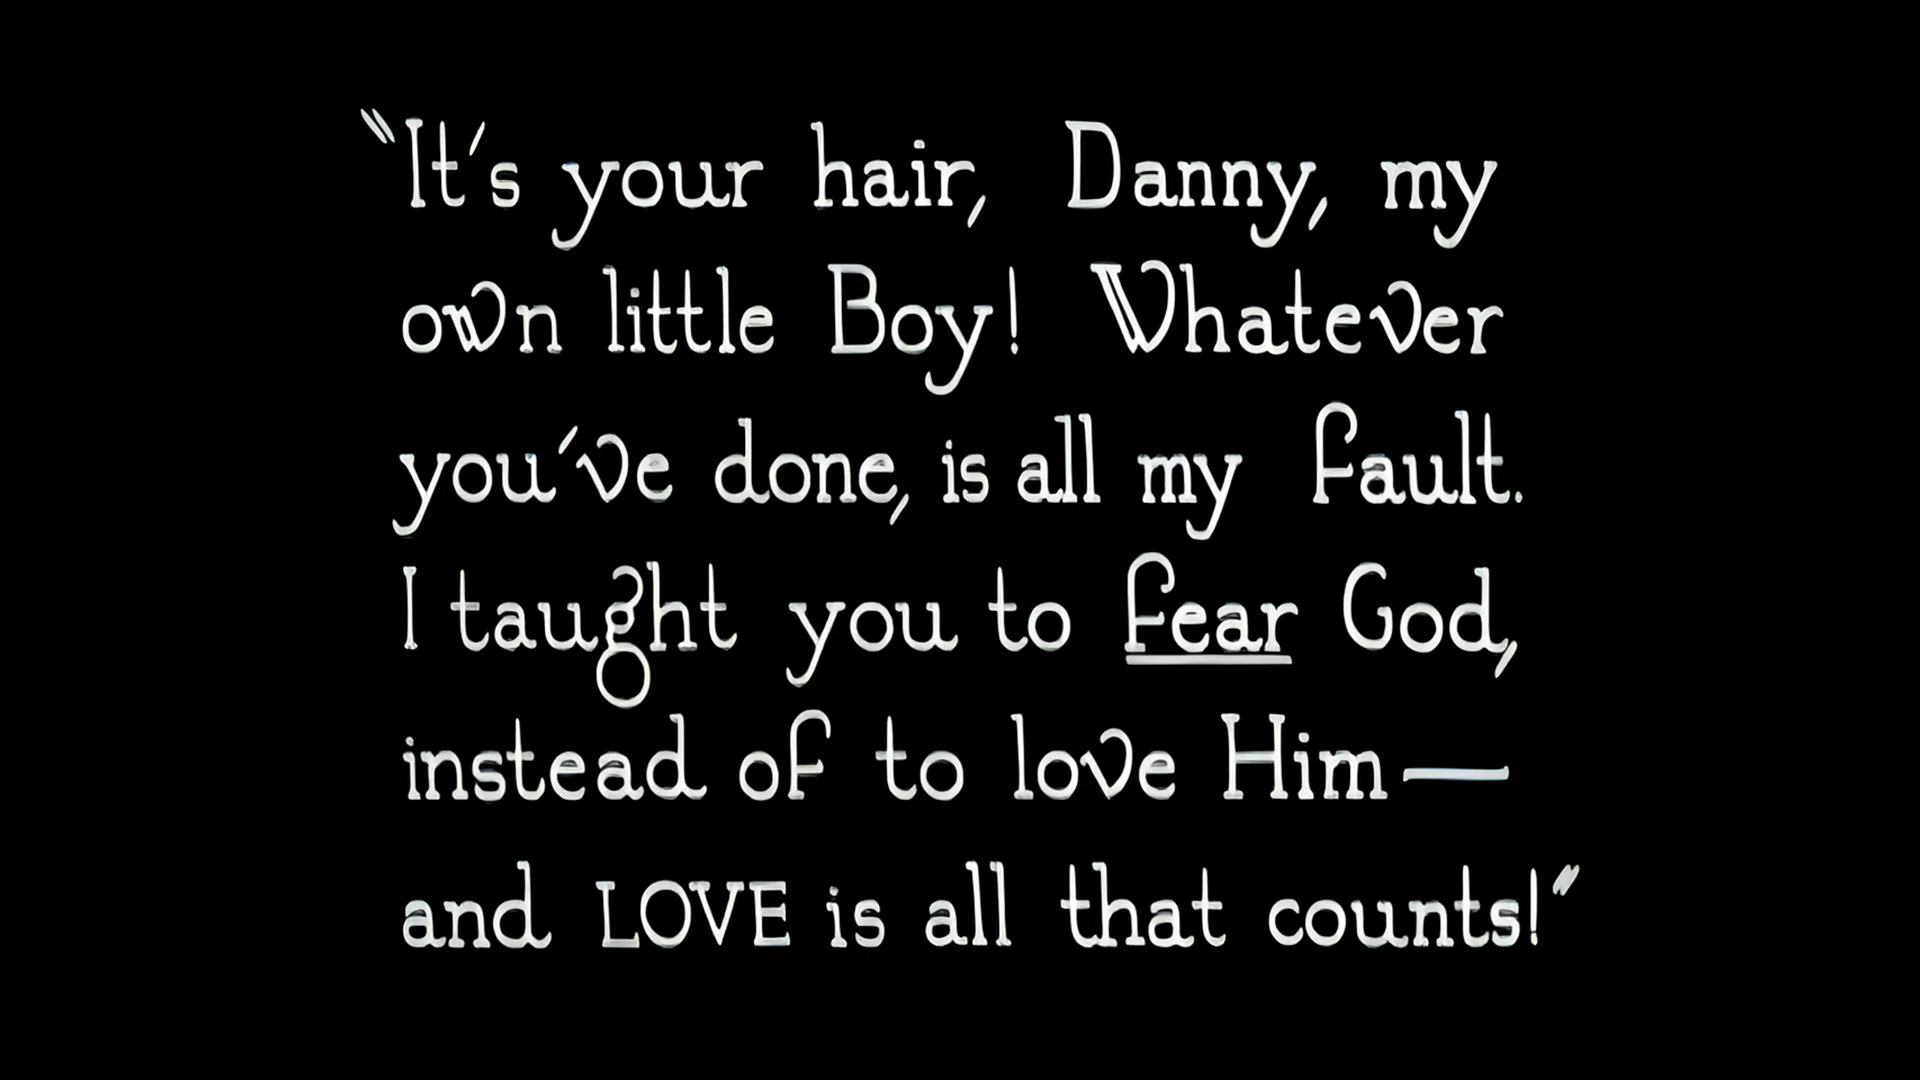 “It's your hair, Danny, my
own little Boy! Whatever
you've done, is all my fault.
I taught you to fear God,
instead of to love Him—
and LOVE is all that counts!”